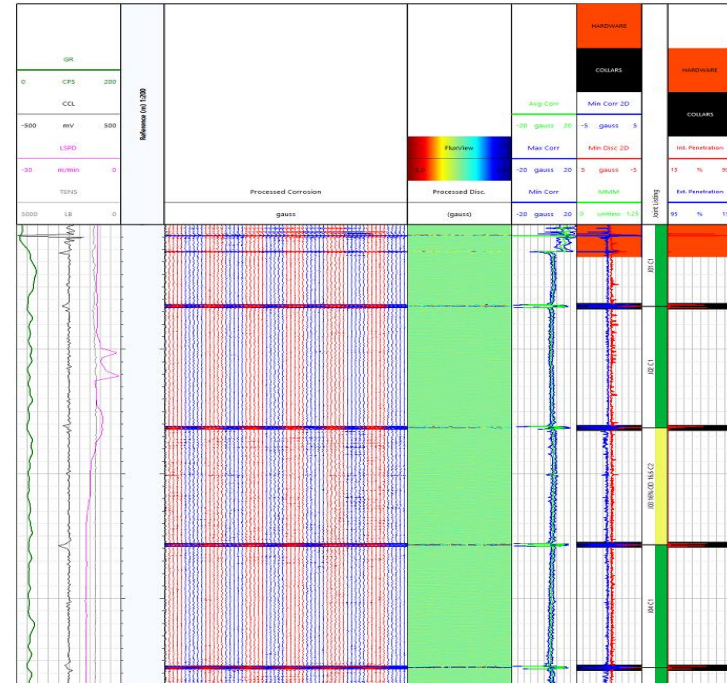 GR
0 CPS 200
CCL
-500 mV 500
LSPD
-30 m/min 0
TENS
5000 LB 0
Reference (m) 1:200
Processed Corrosion
gauss
FluxView
Processed Disc.
(gauss)
Avg Corr
-20 gauss 20
Max Corr
-20 gauss 20
Min Corr
-20 gauss 20
HARDWARE
COLLARS
Min Corr 2D
-5 gauss 5
Min Disc 2D
5 gauss -5
MMM
0 unitless 1.25
Joint Listing
HARDWARE
COLLARS
Int. Penetration
15 % 95
Ext. Penetration
95 % 15
J01 C1
J02 C1
J04 C1